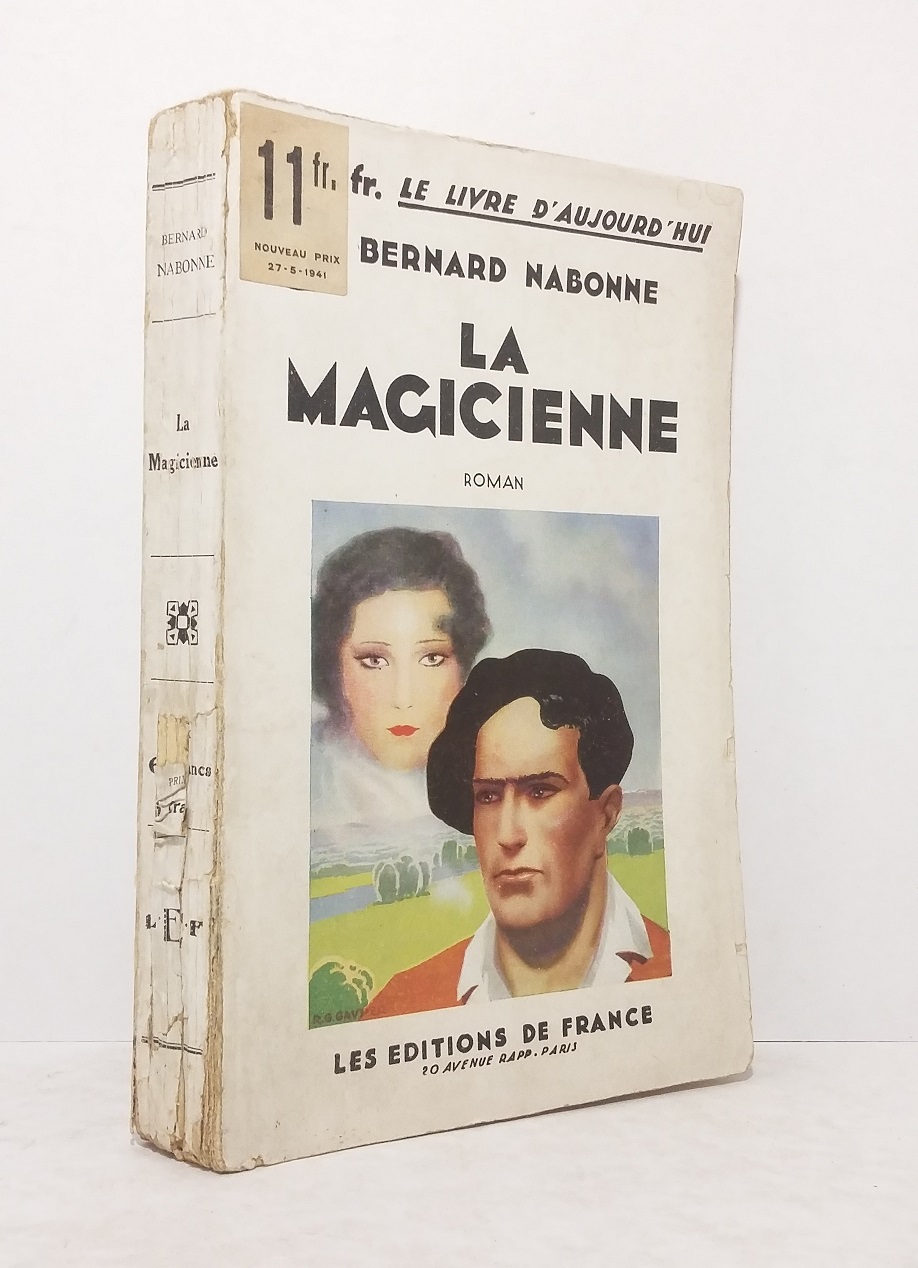 11 fr.
NOUVEAU PRIX
27-5-1941
fr. LE LIVRE D'AUJOURD'HUI
BERNARD NABONNE
LA
MAGICIENNE
ROMAN
LES EDITIONS DE FRANCE
20 AVENUE RAPP - PARIS
BERNARD
NABONNE
La
Magicienne
PRIX
L·E·F